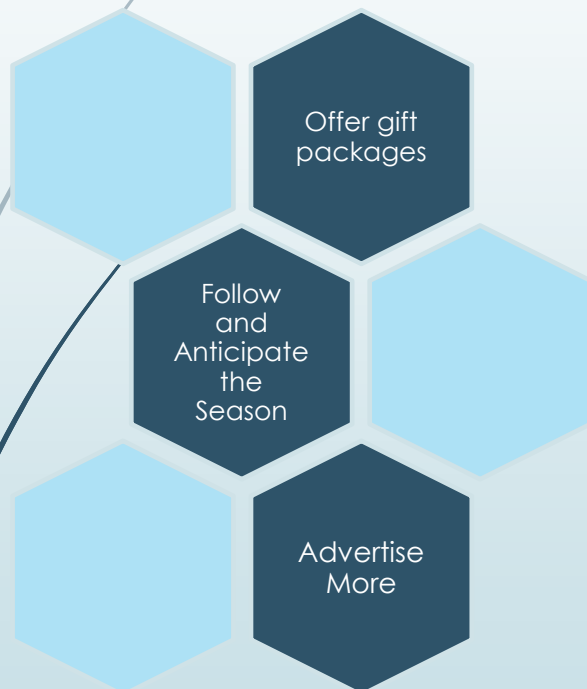 Offer gift
packages
Follow
and
Anticipate
the
Season
Advertise
More